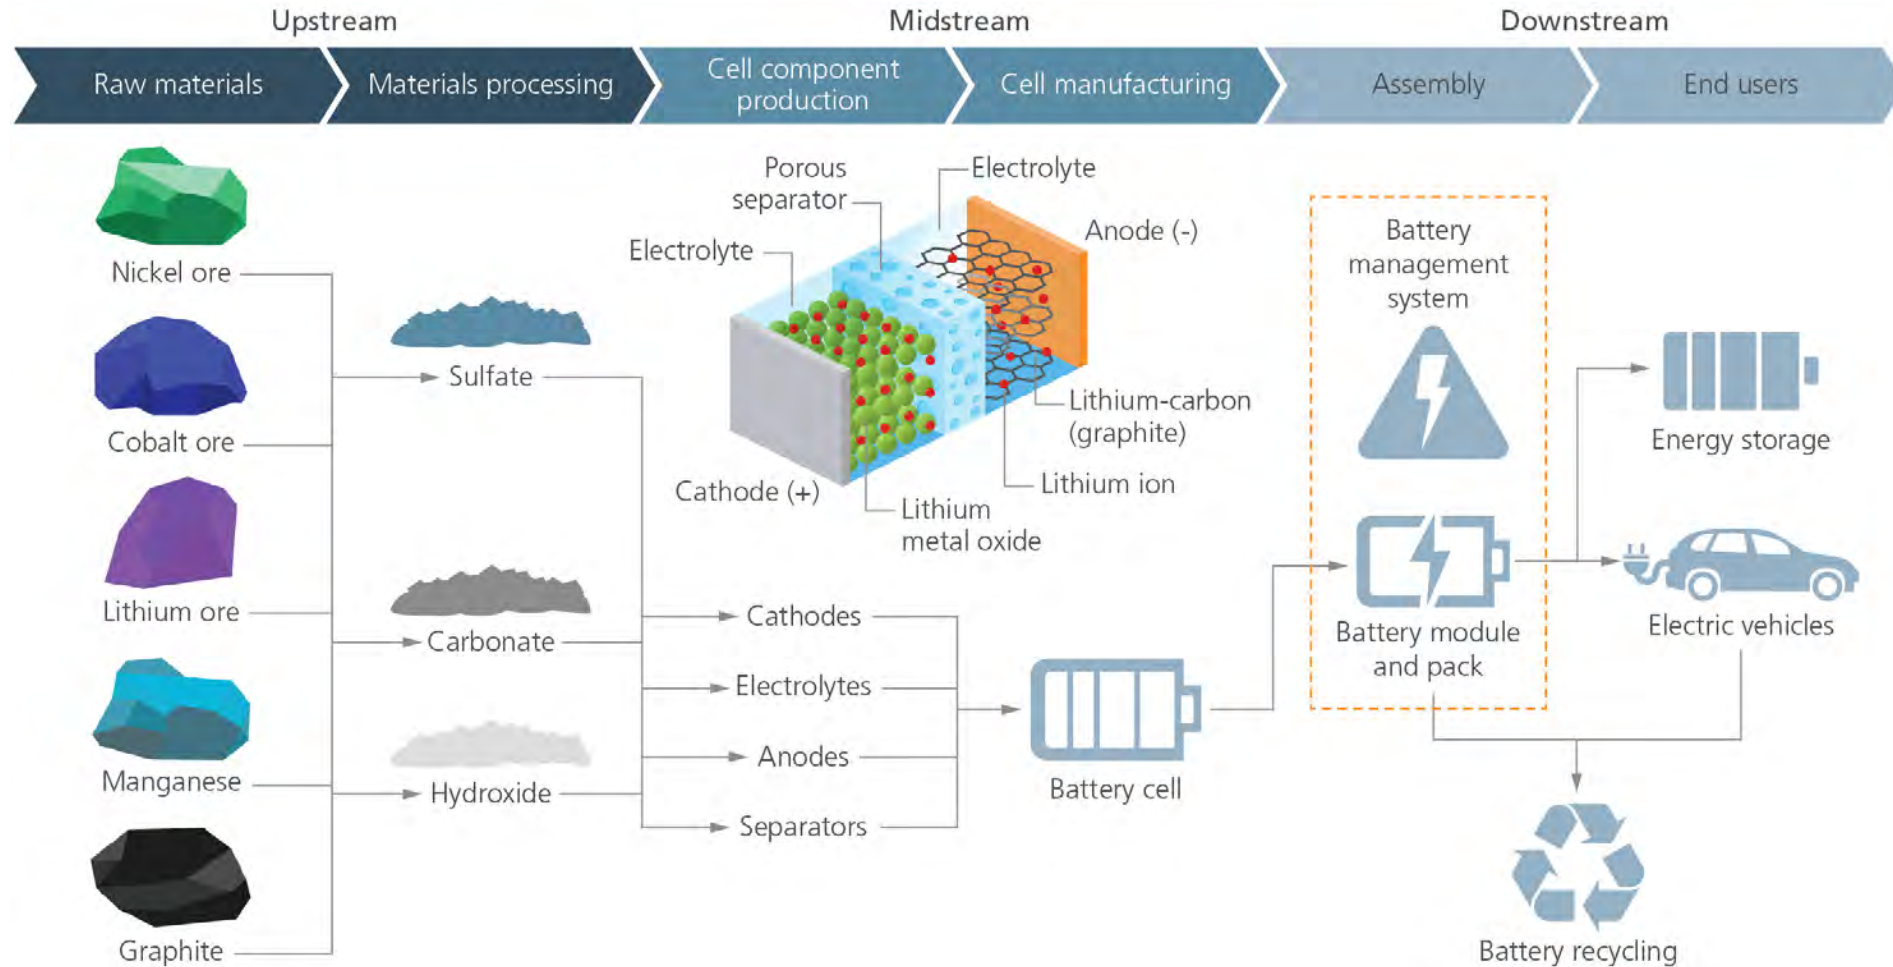 Upstream
Midstream
Downstream
Raw materials
Materials processing
Cell component
production
Cell manufacturing
Assembly
End users
Nickel ore
Cobalt ore
Lithium ore
Manganese
Graphite
Sulfate
Carbonate
Hydroxide
Porous
separator
Electrolyte
Electrolyte
Anode (-)
Lithium-carbon
(graphite)
Lithium ion
Cathode (+)
Lithium
metal oxide
Cathodes
Electrolytes
Anodes
Separators
Battery cell
Battery
management
system
Battery module
and pack
Energy storage
Electric vehicles
Battery recycling